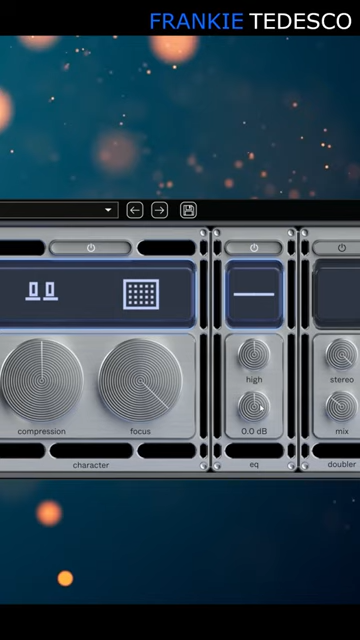 FRANKIE TEDESCO
high
stereo
compression
focus
0.0 dB
mix
character
eq
doubler